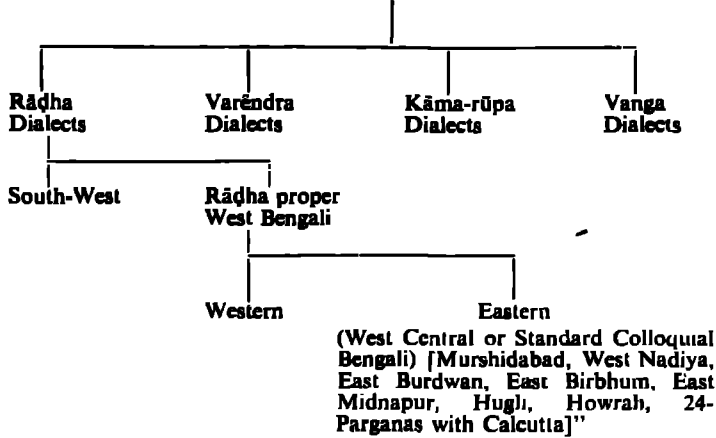 Rāḍha Varēndra Kāma-rūpa Vanga
Dialects Dialects Dialects Dialects
South-West Rāḍha proper
West Bengali
Western Eastern
(West Central or Standard Colloquial
Bengali) [Murshidabad, West Nadiya,
East Burdwan, East Birbhum, East
Midnapur, Hugli, Howrah, 24-
Parganas with Calcutta]"